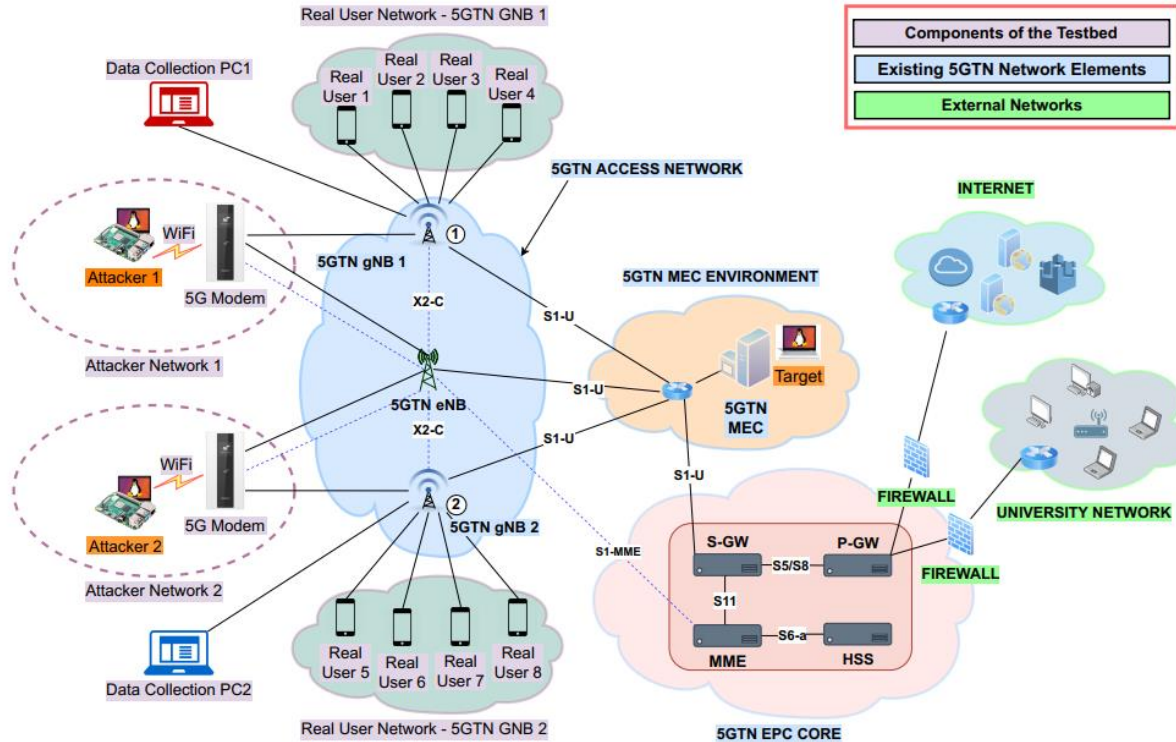 Real User Network - 5GTN GNB 1
Components of the Testbed
Existing 5GTN Network Elements
External Networks
Data Collection PC1
Real
User 1
Real
User 2
Real
User 3
Real
User 4
5GTN ACCESS NETWORK
INTERNET
WiFi
Attacker 1
5G Modem
Attacker Network 1
1
5GTN gNB 1
X2-C
S1-U
5GTN MEC ENVIRONMENT
Target
5GTN
MEC
5GTN eNB
S1-U
X2-C
S1-U
S1-U
WiFi
Attacker 2
5G Modem
Attacker Network 2
2
5GTN gNB 2
FIREWALL
UNIVERSITY NETWORK
FIREWALL
S1-MME
S-GW
P-GW
S5/S8
S11
S6-a
MME
HSS
5GTN EPC CORE
Real
User 5
Real
User 6
Real
User 7
Real
User 8
Data Collection PC2
Real User Network - 5GTN GNB 2